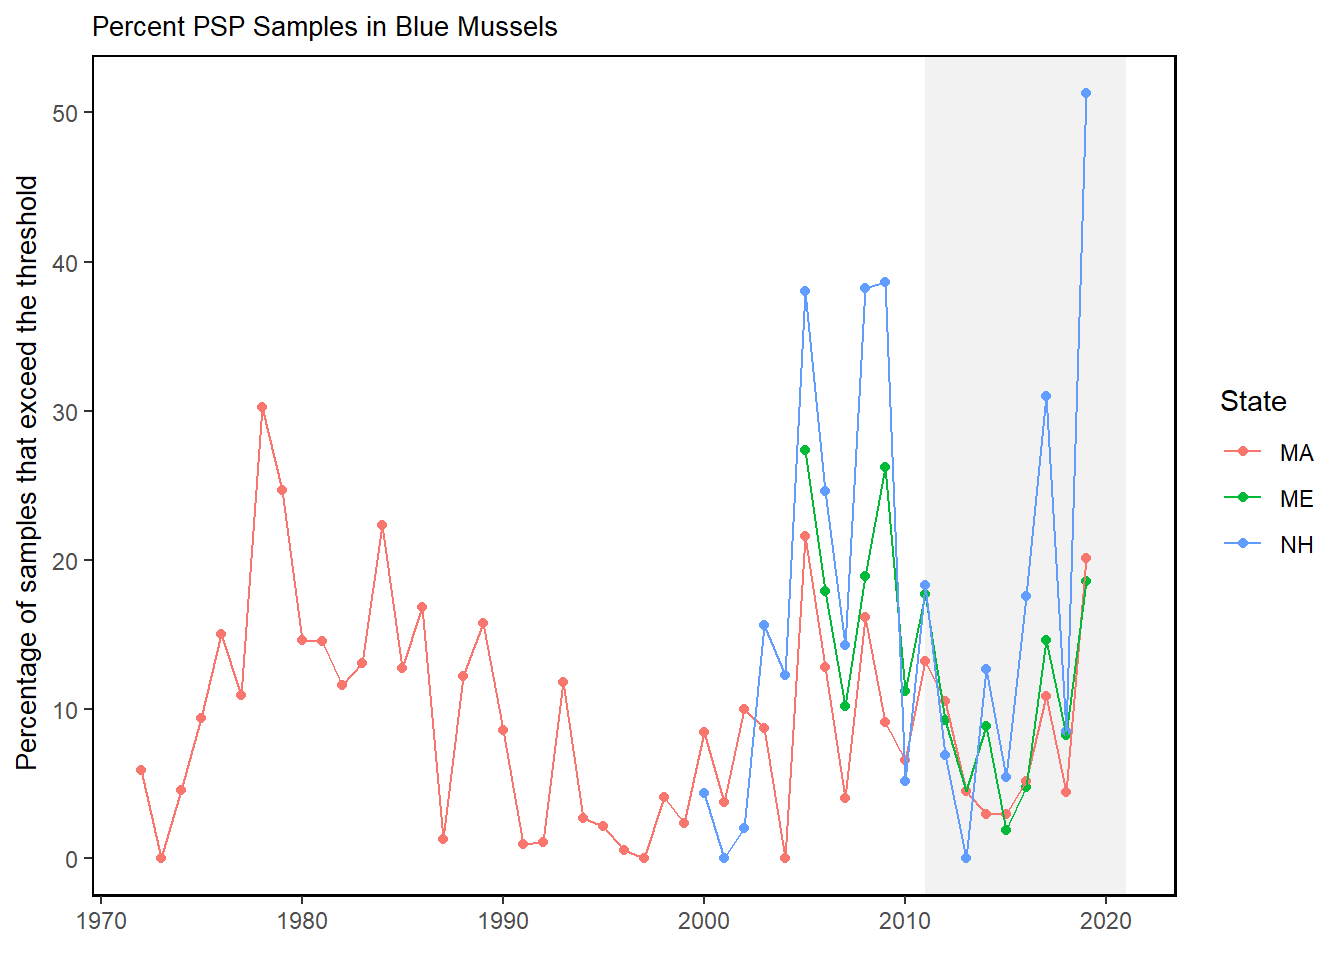 Percent PSP Samples in Blue Mussels
Percentage of samples that exceed the threshold
50
40
30
20
10
0
1970 1980 1990 2000 2010 2020
State
MA
ME
NH